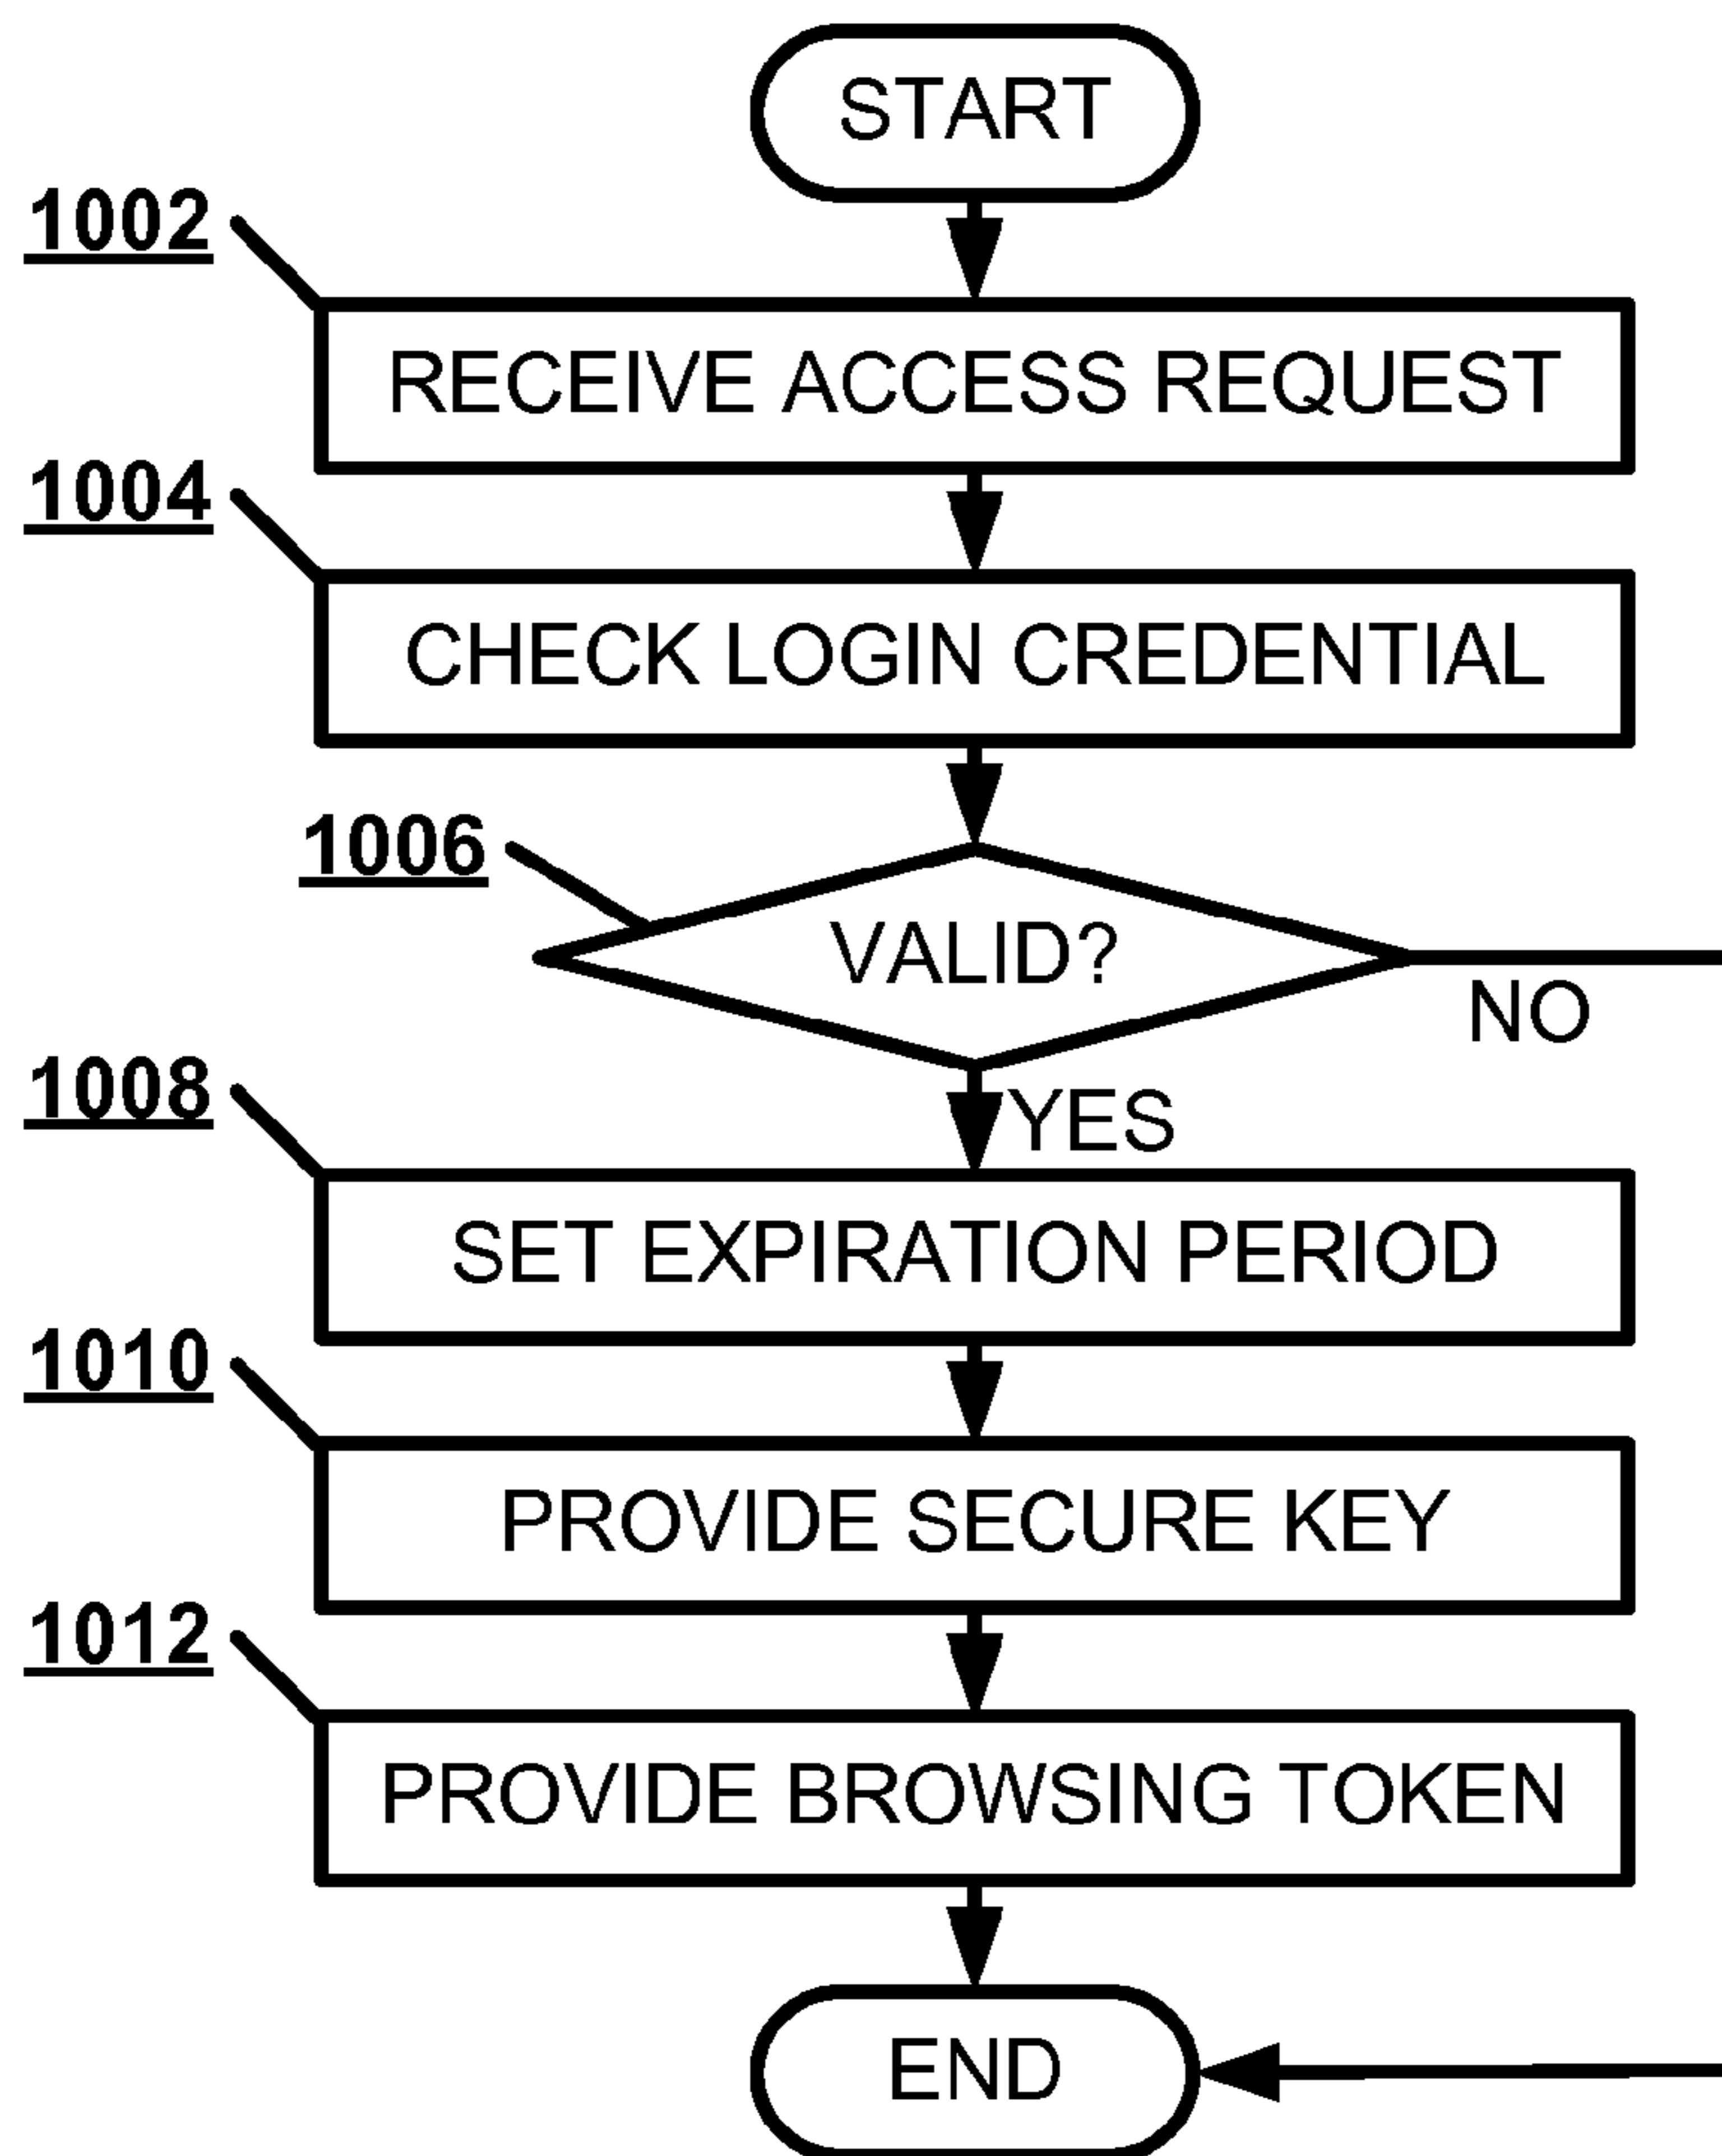 START
1002
RECEIVE ACCESS REQUEST
1004
CHECK LOGIN CREDENTIAL
1006
VALID?
NO
YES
1008
SET EXPIRATION PERIOD
1010
PROVIDE SECURE KEY
1012
PROVIDE BROWSING TOKEN
END